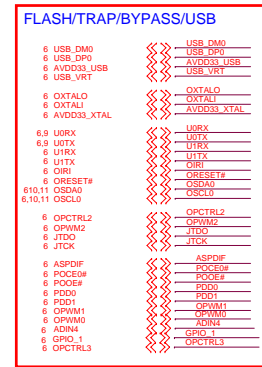 FLASH/TRAP/BYPASS/USB
6 USB_DM0 USB_DM0
6 USB_DP0 USB_DP0
6 AVDD33_USB AVDD33_USB
6 USB_VRT USB_VRT
6 OXTALO OXTALO
6 OXTALI OXTALI
6 AVDD33_XTAL AVDD33_XTAL
6,9 U0RX U0RX
6,9 U0TX U0TX
6 U1RX U1RX
6 U1TX U1TX
6 OIRI OIRI
6 ORESET# ORESET#
610,11 OSDA0 OSDA0
6,10,11 OSCL0 OSCL0
6 OPCTRL2 OPCTRL2
6 OPWM2 OPWM2
6 JTDO JTDO
6 JTCK JTCK
6 ASPDIF ASPDIF
6 POCE0# POCE0#
6 POOE# POOE#
6 PDD0 PDD0
6 PDD1 PDD1
6 OPWM1 OPWM1
6 OPWM0 OPWM0
6 ADIN4 ADIN4
6 GPIO_1 GPIO_1
6 OPCTRL3 OPCTRL3